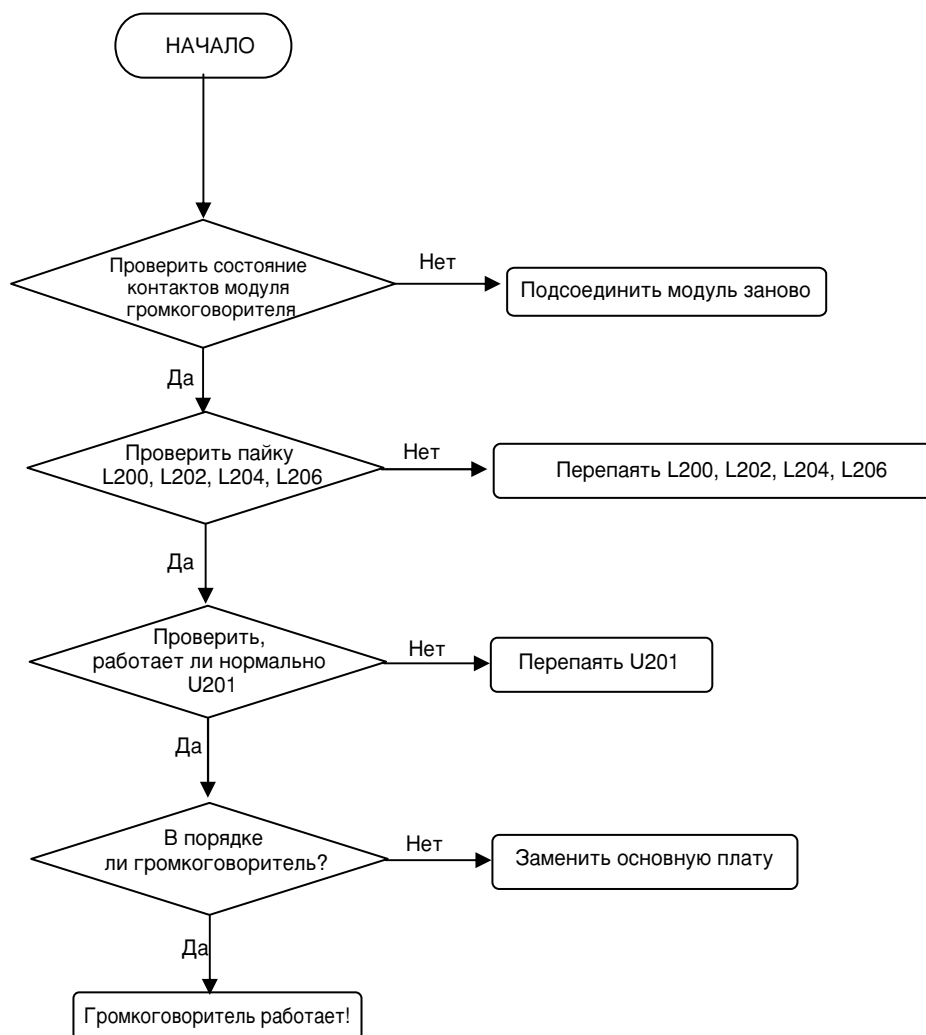 НАЧАЛО
Проверить состояние
контактов модуля
громкоговорителя
Нет
Подсоединить модуль заново
Да
Проверить пайку
L200, L202, L204, L206
Нет
Перепаять L200, L202, L204, L206
Да
Проверить,
работает ли нормально
U201
Нет
Перепаять U201
Да
В порядке
ли громкоговоритель?
Нет
Заменить основную плату
Да
Громкоговоритель работает!